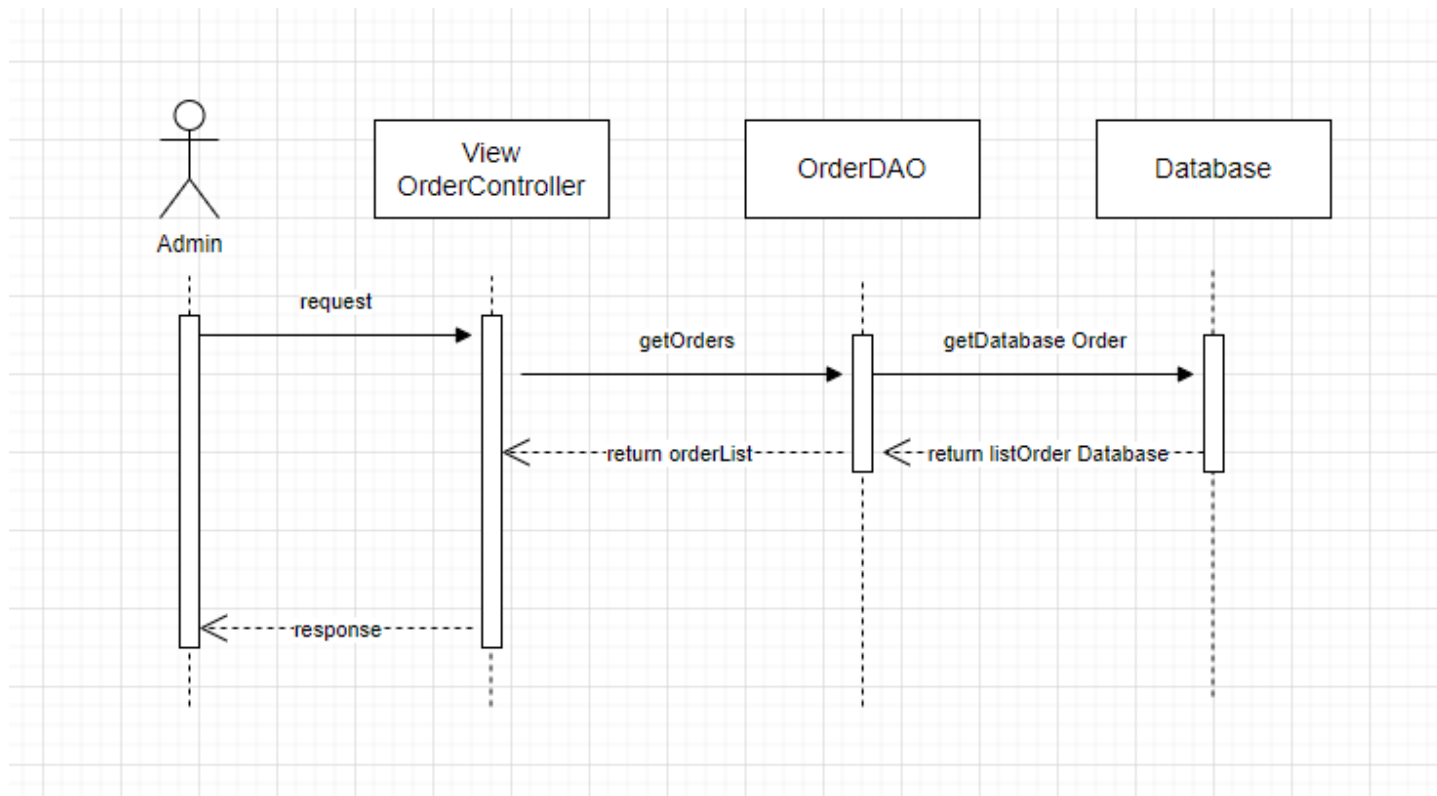 View
OrderController
OrderDAO
Database
Admin
request
getOrders
getDatabase Order
return orderList
return listOrder Database
response